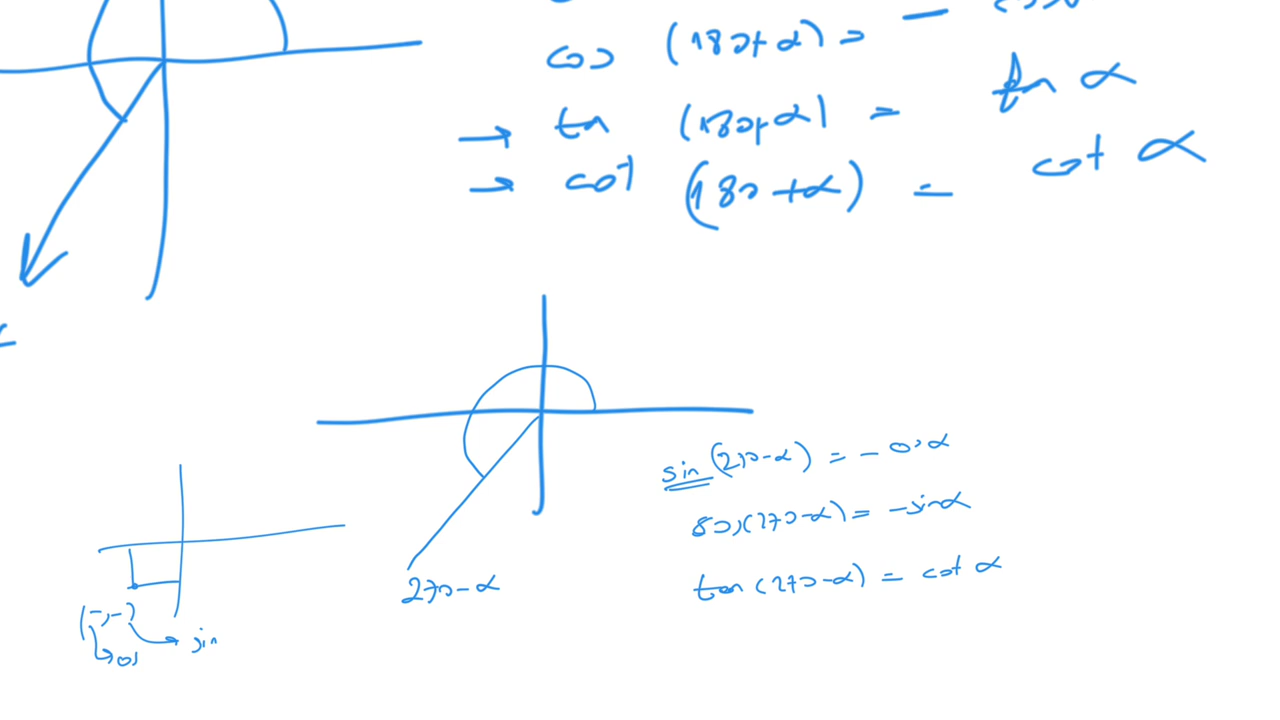 cos (180+α) = -
→ tan (180+α) = tan α
→ cot (180+α) = cot α
sin (270-α) = - cos α
cos (270-α) = - sin α
tan (270-α) = cot α
270-α
(-,-)
→ sin
→ cos